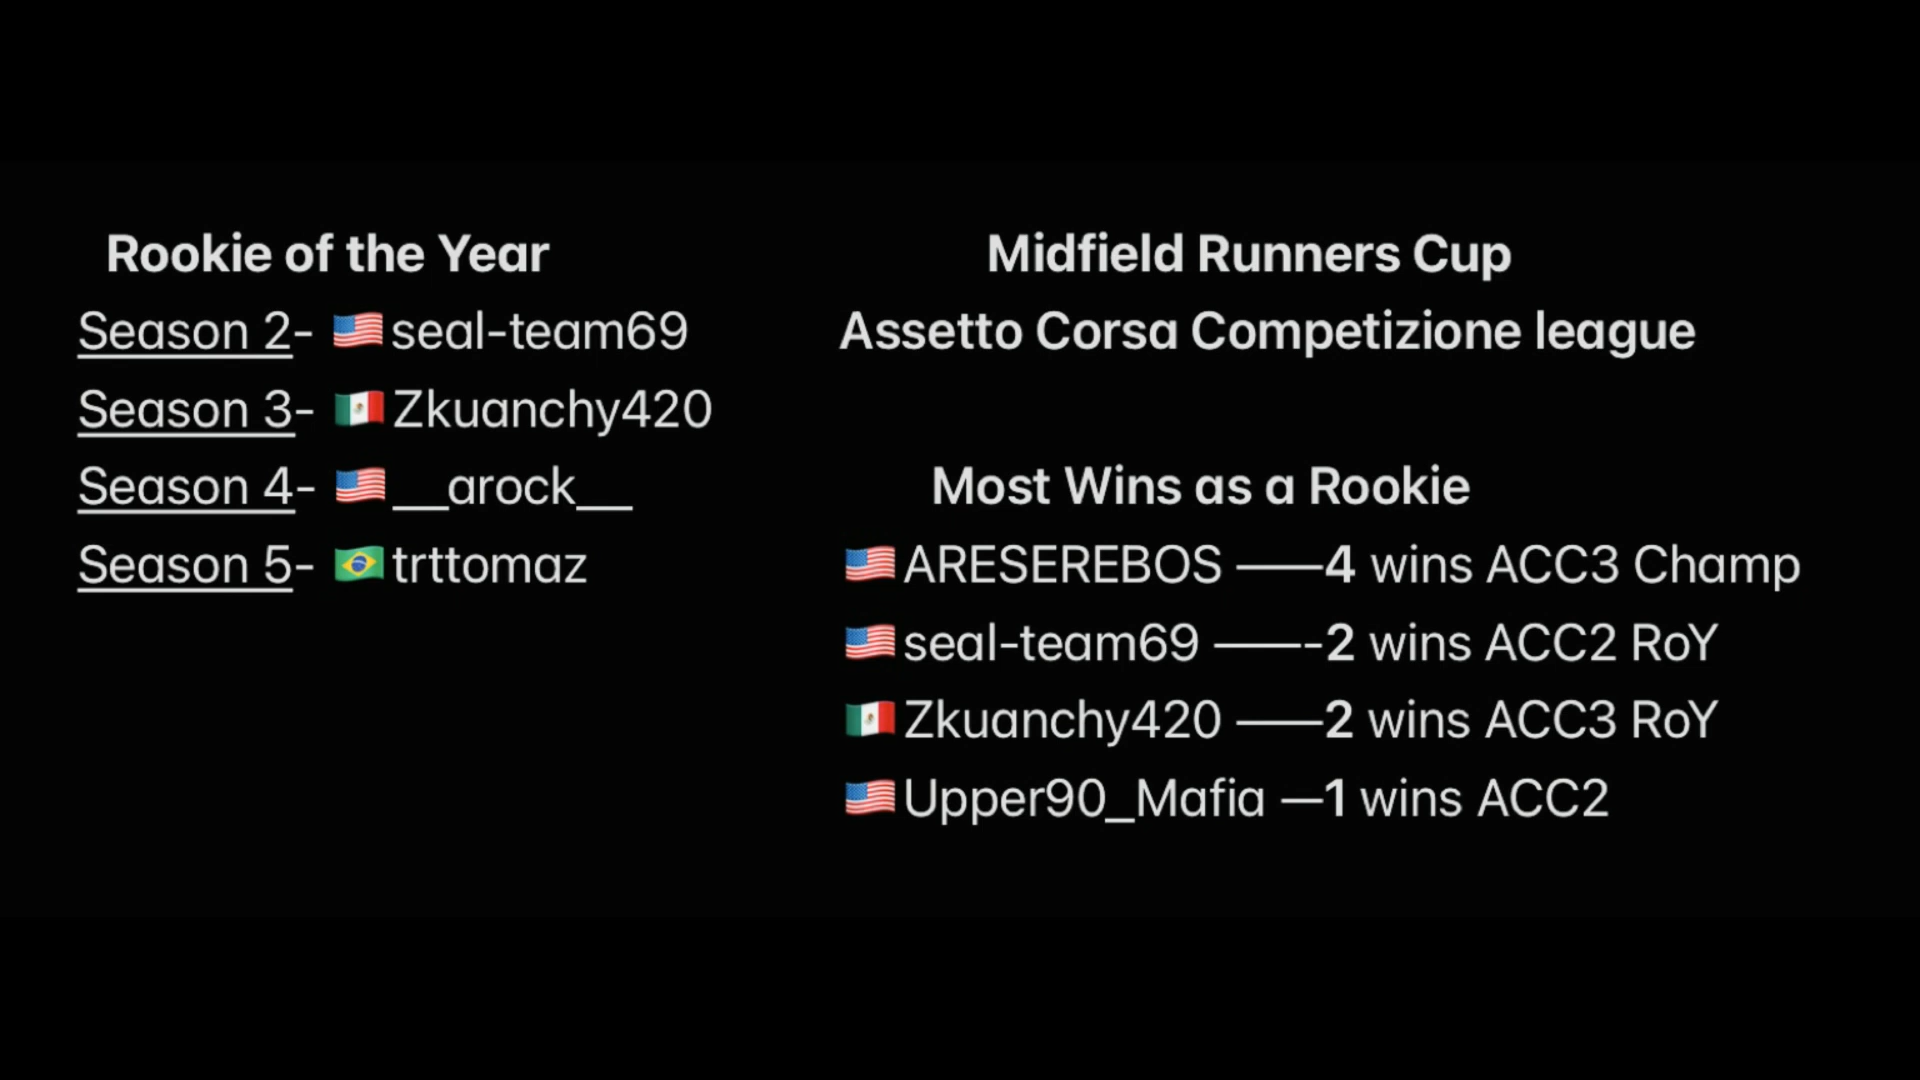 Rookie of the Year
Season 2- 🇺🇸seal-team69
Season 3- 🇲🇽Zkuanchy420
Season 4- 🇺🇸__arock__
Season 5- 🇧🇷trttomaz
Midfield Runners Cup
Assetto Corsa Competizione league
Most Wins as a Rookie
🇺🇸ARESEREBOS ——4 wins ACC3 Champ
🇺🇸seal-team69 ——-2 wins ACC2 RoY
🇲🇽Zkuanchy420 ——2 wins ACC3 RoY
🇺🇸Upper90_Mafia —1 wins ACC2